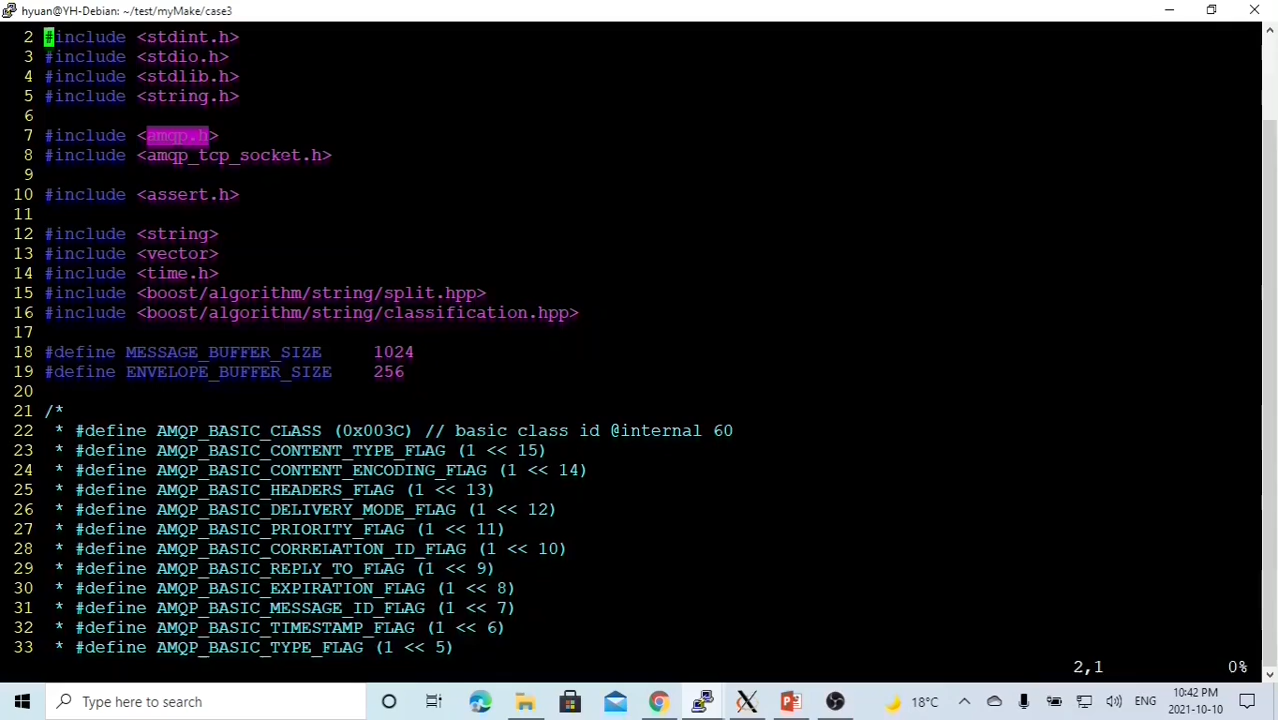 hyuan@YH-Debian: ~/test/myMake/case3
2 #include <stdint.h>
3 #include <stdio.h>
4 #include <stdlib.h>
5 #include <string.h>
6
7 #include <amqp.h>
8 #include <amqp_tcp_socket.h>
9
10 #include <assert.h>
11
12 #include <string>
13 #include <vector>
14 #include <time.h>
15 #include <boost/algorithm/string/split.hpp>
16 #include <boost/algorithm/string/classification.hpp>
17
18 #define MESSAGE_BUFFER_SIZE     1024
19 #define ENVELOPE_BUFFER_SIZE    256
20
21 /*
22  * #define AMQP_BASIC_CLASS (0x003C) // basic class id @internal 60
23  * #define AMQP_BASIC_CONTENT_TYPE_FLAG (1 << 15)
24  * #define AMQP_BASIC_CONTENT_ENCODING_FLAG (1 << 14)
25  * #define AMQP_BASIC_HEADERS_FLAG (1 << 13)
26  * #define AMQP_BASIC_DELIVERY_MODE_FLAG (1 << 12)
27  * #define AMQP_BASIC_PRIORITY_FLAG (1 << 11)
28  * #define AMQP_BASIC_CORRELATION_ID_FLAG (1 << 10)
29  * #define AMQP_BASIC_REPLY_TO_FLAG (1 << 9)
30  * #define AMQP_BASIC_EXPIRATION_FLAG (1 << 8)
31  * #define AMQP_BASIC_MESSAGE_ID_FLAG (1 << 7)
32  * #define AMQP_BASIC_TIMESTAMP_FLAG (1 << 6)
33  * #define AMQP_BASIC_TYPE_FLAG (1 << 5)
2,1 0%
Type here to search
18°C ENG
10:42 PM
2021-10-10